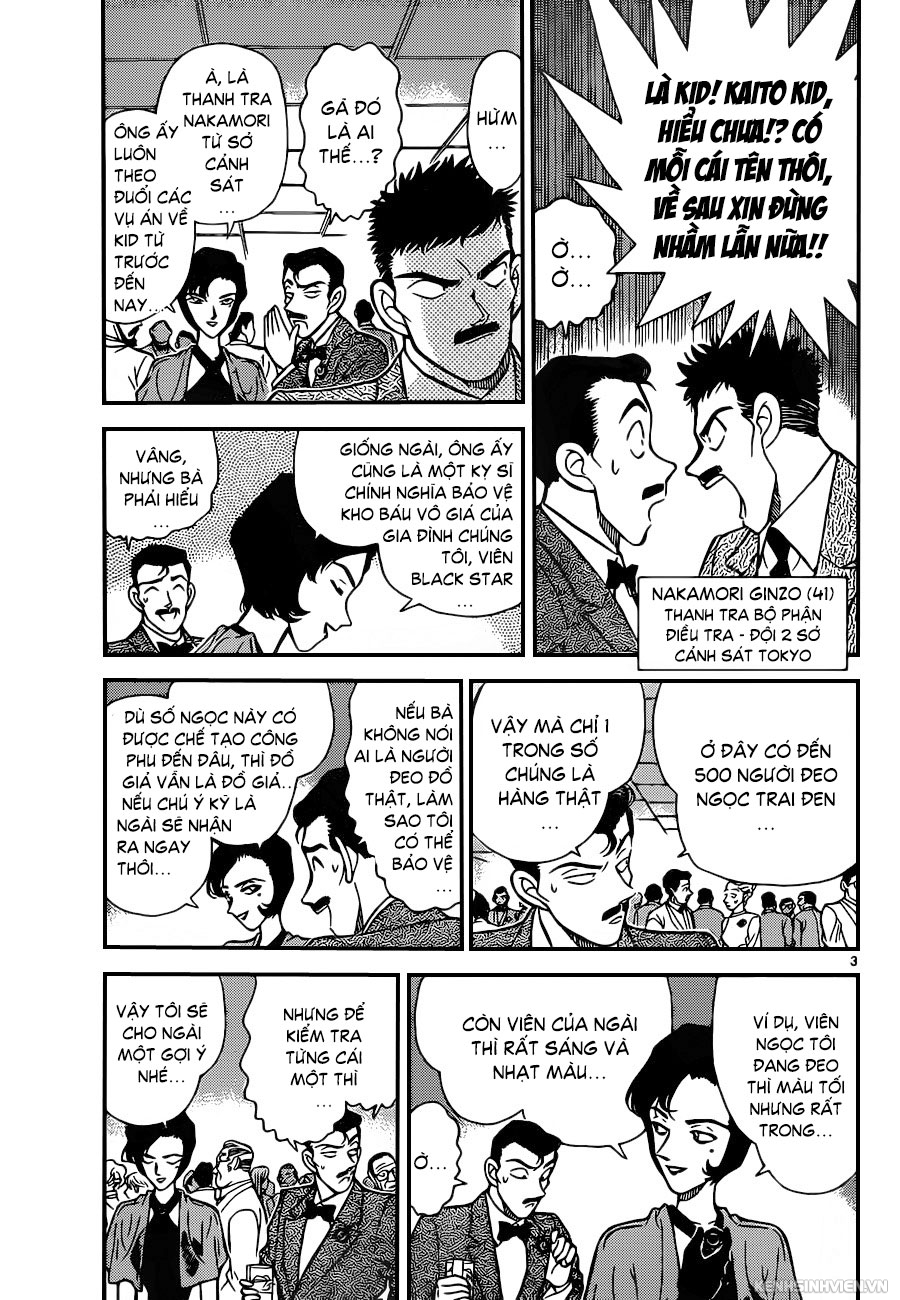 LÀ KID! KAITO KID,
HIỂU CHƯA!? CÓ
MỖI CÁI TÊN THÔI,
VỀ SAU XIN ĐỪNG
NHẦM LẪN NỮA!!
Ờ..
Ờ..
NAKAMORI GINZO (41)
THANH TRA BỘ PHẬN
ĐIỀU TRA - ĐỘI 2 SỞ
CẢNH SÁT TOKYO
HỪM
...
GÃ ĐÓ
LÀ AI
THẾ...?
À, LÀ
THANH TRA
NAKAMORI
TỪ SỞ
CẢNH
SÁT
...
ÔNG ẤY
LUÔN
THEO
ĐUỔI CÁC
VỤ ÁN VỀ
KID TỪ
TRƯỚC
ĐẾN
NAY...
GIỐNG NGÀI, ÔNG ẤY
CŨNG LÀ MỘT KỴ SĨ
CHÍNH NGHĨA BẢO VỆ
KHO BÁU VÔ GIÁ CỦA
GIA ĐÌNH CHÚNG
TÔI, VIÊN
BLACK STAR
...
VÂNG,
NHƯNG BÀ
PHẢI HIỂU
...
Ở ĐÂY CÓ ĐẾN
500 NGƯỜI ĐEO
NGỌC TRAI ĐEN
...
VẬY MÀ CHỈ 1
TRONG SỐ
CHÚNG LÀ
HÀNG THẬT
...
NẾU BÀ
KHÔNG NÓI
AI LÀ NGƯỜI
ĐEO ĐỒ
THẬT, LÀM
SAO TÔI
CÓ THỂ
BẢO VỆ
...
DÙ SỐ NGỌC NÀY CÓ
ĐƯỢC CHẾ TẠO CÔNG
PHU ĐẾN ĐÂU, THÌ ĐỒ
GIẢ VẪN LÀ ĐỒ GIẢ..
NẾU CHÚ Ý KỸ LÀ
NGÀI SẼ NHẬN
RA NGAY
THÔI...
3
VÍ DỤ, VIÊN
NGỌC TÔI
ĐANG ĐEO
THÌ MÀU TỐI
NHƯNG RẤT
TRONG...
CÒN VIÊN CỦA NGÀI
THÌ RẤT SÁNG VÀ
NHẠT MÀU...
Ờ...
NHƯNG ĐỂ
KIỂM TRA
TỪNG CÁI
MỘT THÌ
...
VẬY TÔI SẼ
CHO NGÀI
MỘT GỢI Ý
NHÉ...
KENHSINHVIEN.VN